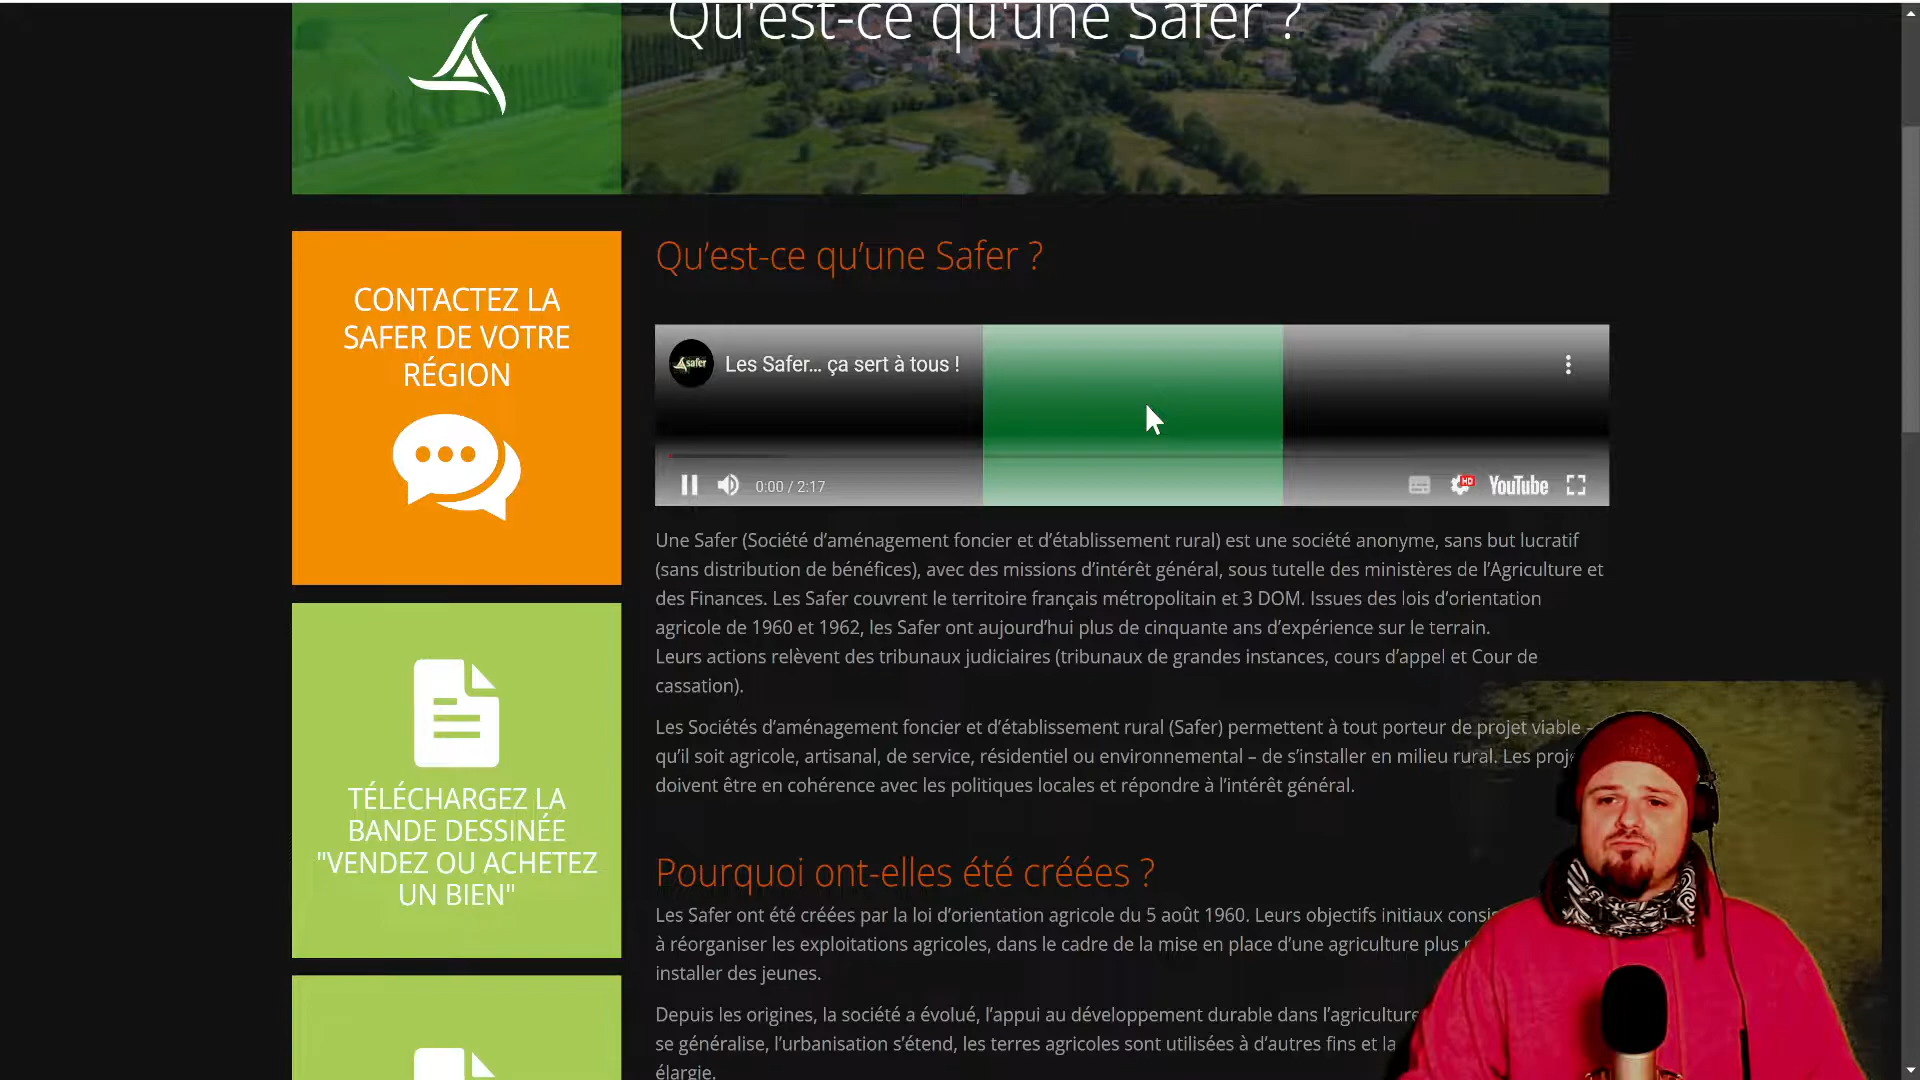 Qu'est-ce qu'une Safer ?
CONTACTEZ LA
SAFER DE VOTRE
RÉGION
TÉLÉCHARGEZ LA
BANDE DESSINÉE
"VENDEZ OU ACHETEZ
UN BIEN"
Qu’est-ce qu’une Safer ?
safer
Les Safer... ça sert à tous !
0:00 / 2:17
HD
YouTube
Une Safer (Société d’aménagement foncier et d’établissement rural) est une société anonyme, sans but lucratif
(sans distribution de bénéfices), avec des missions d’intérêt général, sous tutelle des ministères de l’Agriculture et
des Finances. Les Safer couvrent le territoire français métropolitain et 3 DOM. Issues des lois d’orientation
agricole de 1960 et 1962, les Safer ont aujourd’hui plus de cinquante ans d’expérience sur le terrain.
Leurs actions relèvent des tribunaux judiciaires (tribunaux de grandes instances, cours d’appel et Cour de
cassation).
Les Sociétés d’aménagement foncier et d’établissement rural (Safer) permettent à tout porteur de projet viable –
qu’il soit agricole, artisanal, de service, résidentiel ou environnemental – de s’installer en milieu rural. Les proj
doivent être en cohérence avec les politiques locales et répondre à l’intérêt général.
Pourquoi ont-elles été créées ?
Les Safer ont été créées par la loi d’orientation agricole du 5 août 1960. Leurs objectifs initiaux consis
à réorganiser les exploitations agricoles, dans le cadre de la mise en place d’une agriculture plus
installer des jeunes.
Depuis les origines, la société a évolué, l’appui au développement durable dans l’agriculture
se généralise, l’urbanisation s’étend, les terres agricoles sont utilisées à d’autres fins et la
élargie.